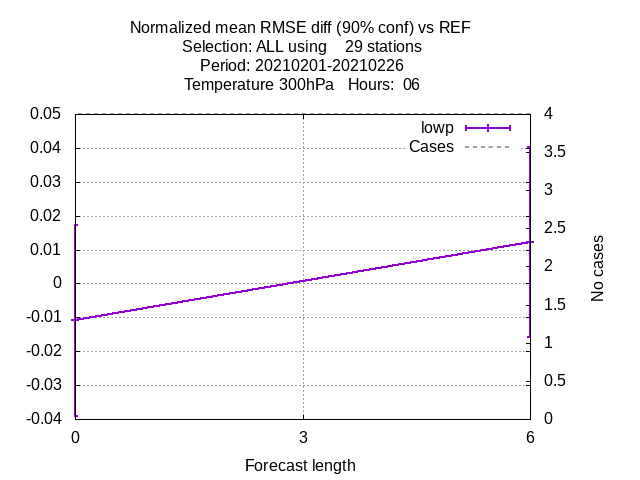 Normalized mean RMSE diff (90% conf) vs REF
Selection: ALL using    29 stations
Period: 20210201-20210226
Temperature 300hPa   Hours:  06
0.05
0.04
0.03
0.02
0.01
0
-0.01
-0.02
-0.03
-0.04
4
3.5
3
2.5
2
1.5
1
0.5
0
lowp
Cases
No cases
0
3
6
Forecast length